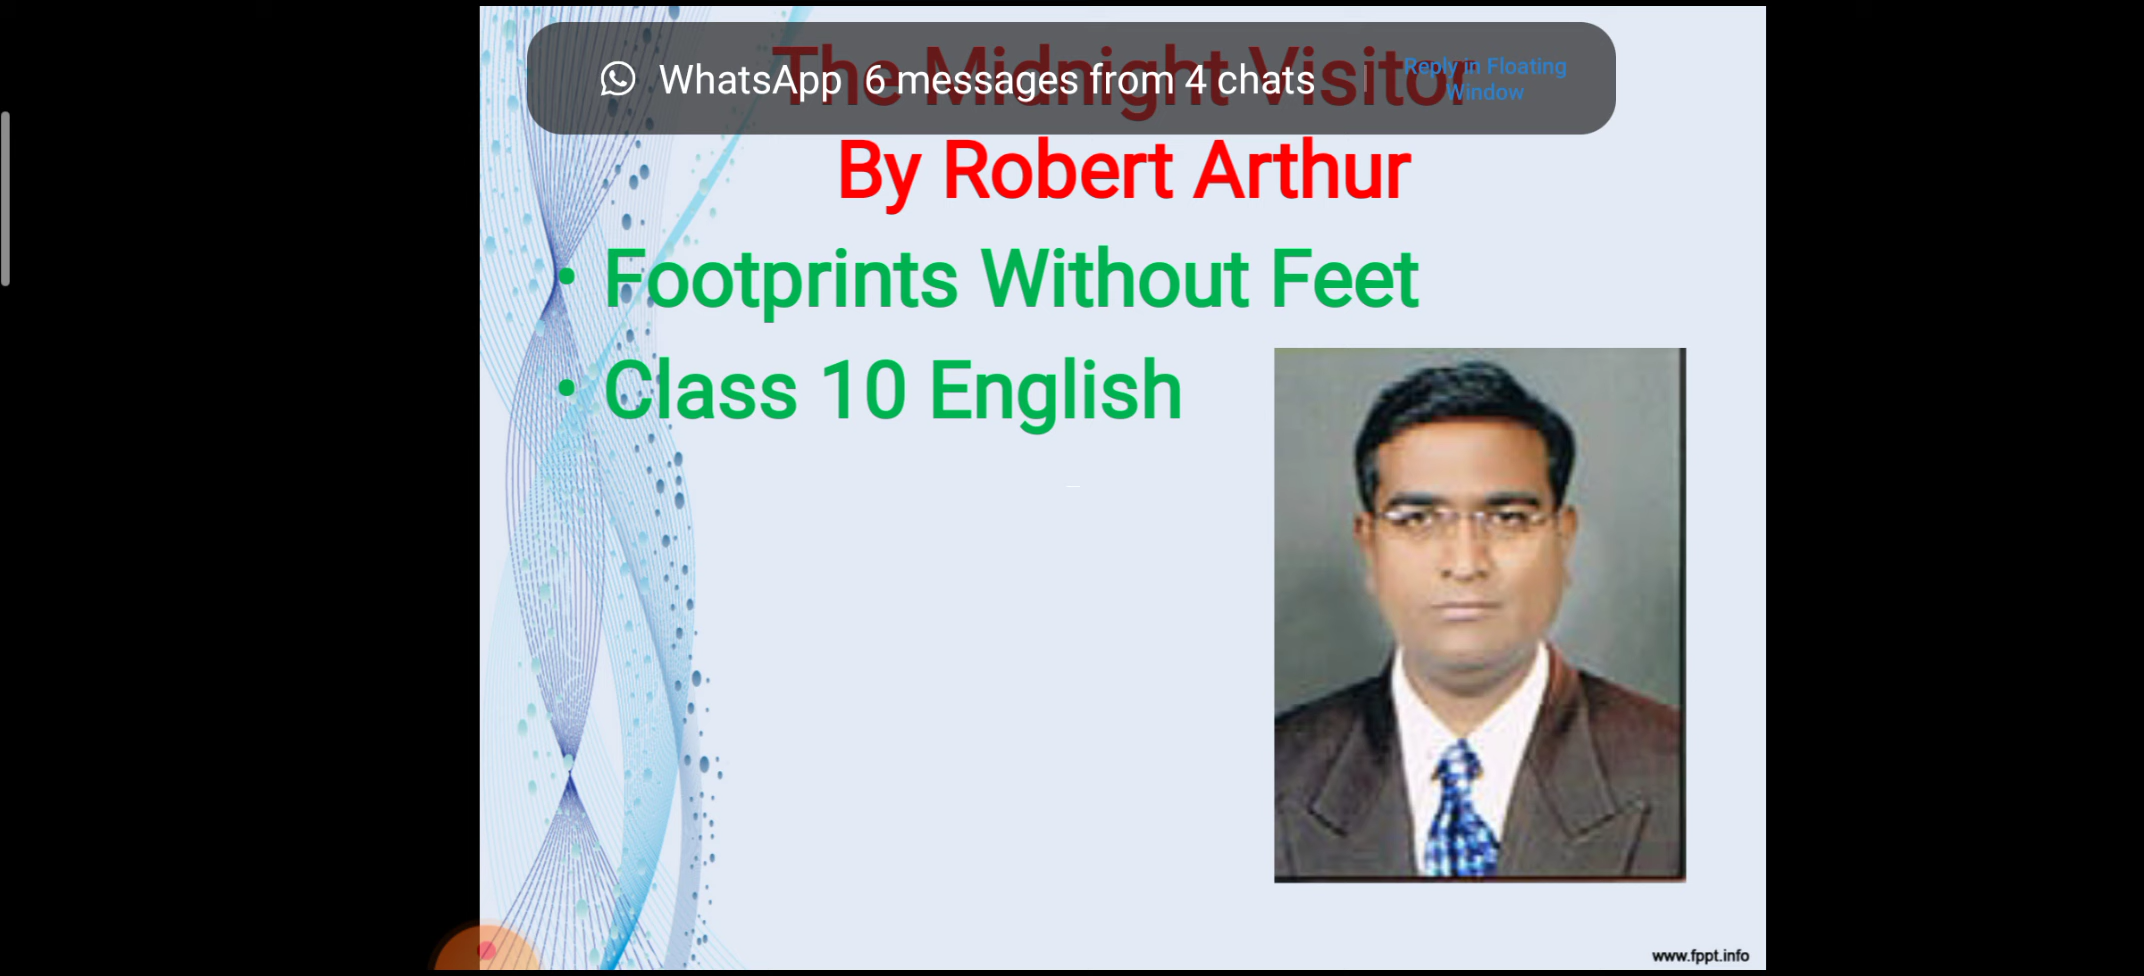 The Midnight Visitor
WhatsApp 6 messages from 4 chats
Reply in Floating
Window
By Robert Arthur
• Footprints Without Feet
• Class 10 English
www.fppt.info